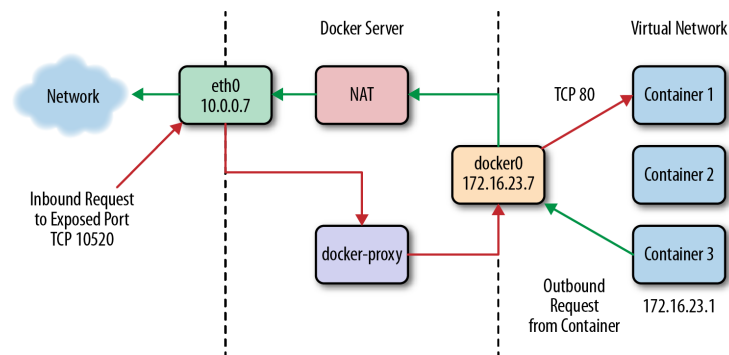 Docker Server
Virtual Network
Network
eth0
10.0.0.7
NAT
TCP 80
Container 1
Inbound Request
to Exposed Port
TCP 10520
docker0
172.16.23.7
Container 2
docker-proxy
Container 3
Outbound
Request
from Container
172.16.23.1